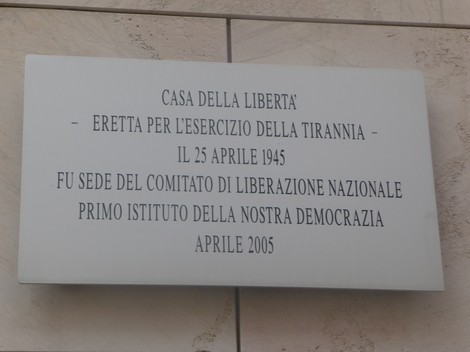 CASA DELLA LIBERTA'
- ERETTA PER L'ESERCIZIO DELLA TIRANNIA -
IL 25 APRILE 1945
FU SEDE DEL COMITATO DI LIBERAZIONE NAZIONALE
PRIMO ISTITUTO DELLA NOSTRA DEMOCRAZIA
APRILE 2005